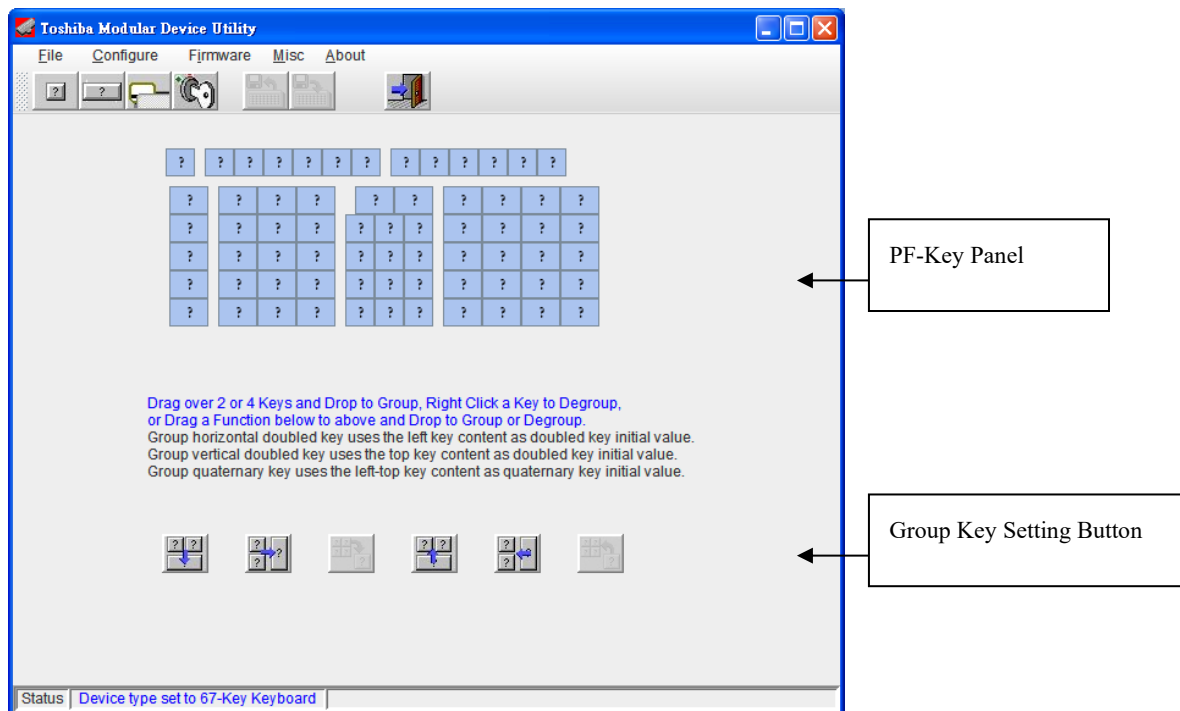 Toshiba Modular Device Utility
File Configure Firmware Misc About
? ?
? ? ? ? ? ? ? ? ? ? ? ? ?
? ? ? ? ? ? ? ? ? ?
? ? ? ? ? ? ? ? ? ? ?
? ? ? ? ? ? ? ? ? ? ?
? ? ? ? ? ? ? ? ? ? ?
? ? ? ? ? ? ? ? ? ? ?
PF-Key Panel
Drag over 2 or 4 Keys and Drop to Group, Right Click a Key to Degroup,
or Drag a Function below to above and Drop to Group or Degroup.
Group horizontal doubled key uses the left key content as doubled key initial value.
Group vertical doubled key uses the top key content as doubled key initial value.
Group quaternary key uses the left-top key content as quaternary key initial value.
Group Key Setting Button
Status Device type set to 67-Key Keyboard